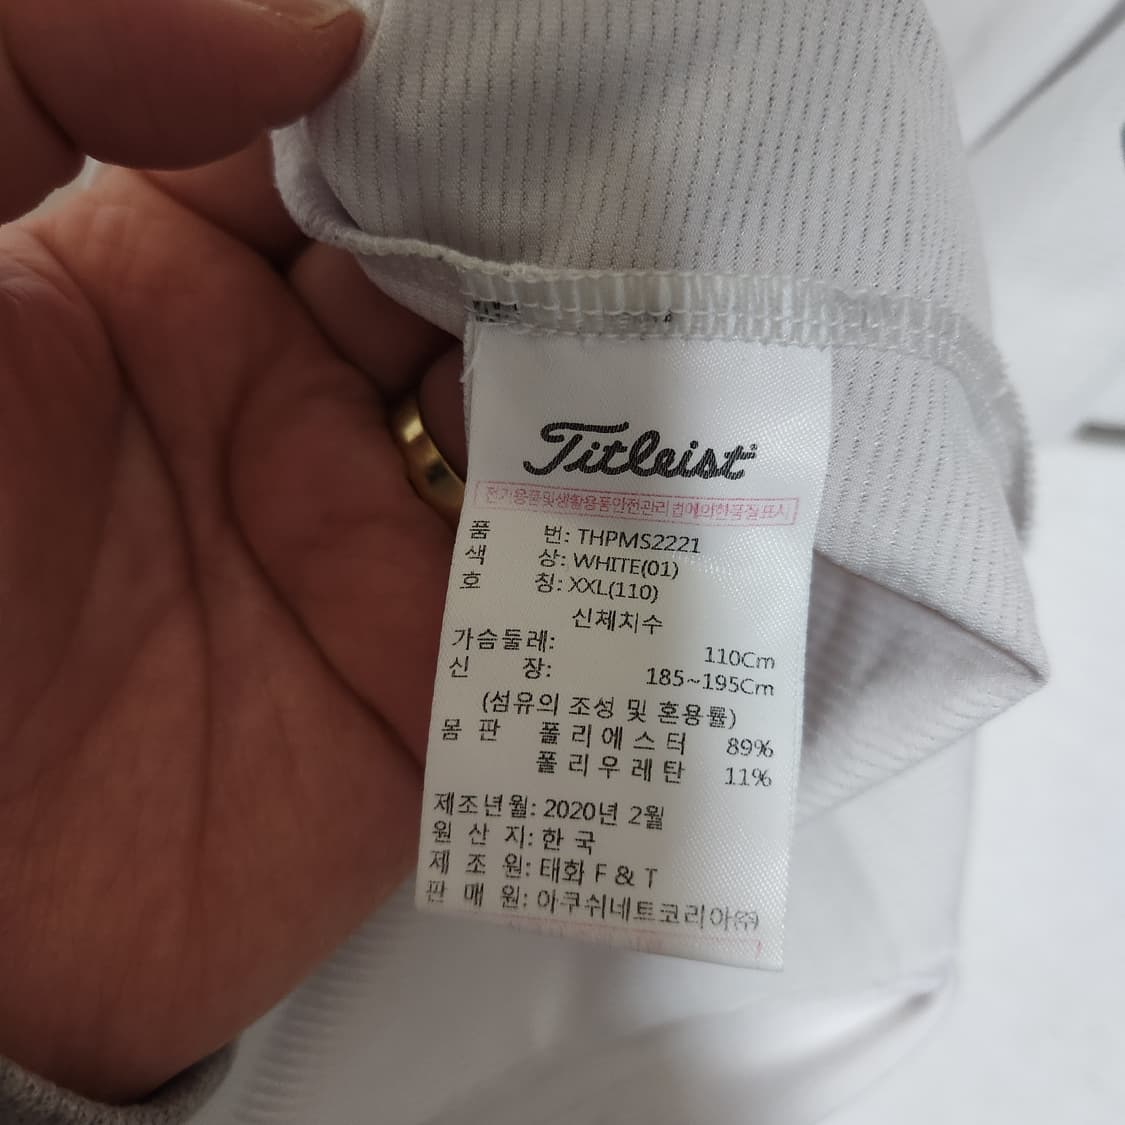 Titleist
전기용품및생활용품안전관리법에의한품질표시
품 번: THPMS2221
색 상: WHITE(01)
호 칭: XXL(110)
신체치수
가슴둘레: 110Cm
신 장: 185~195Cm
(섬유의 조성 및 혼용률)
몸 판 폴리에스터 89%
폴리우레탄 11%
제조년월: 2020년 2월
원 산 지: 한 국
제 조 원: 태화 F & T
판 매 원: 아쿠쉬네트코리아㈜